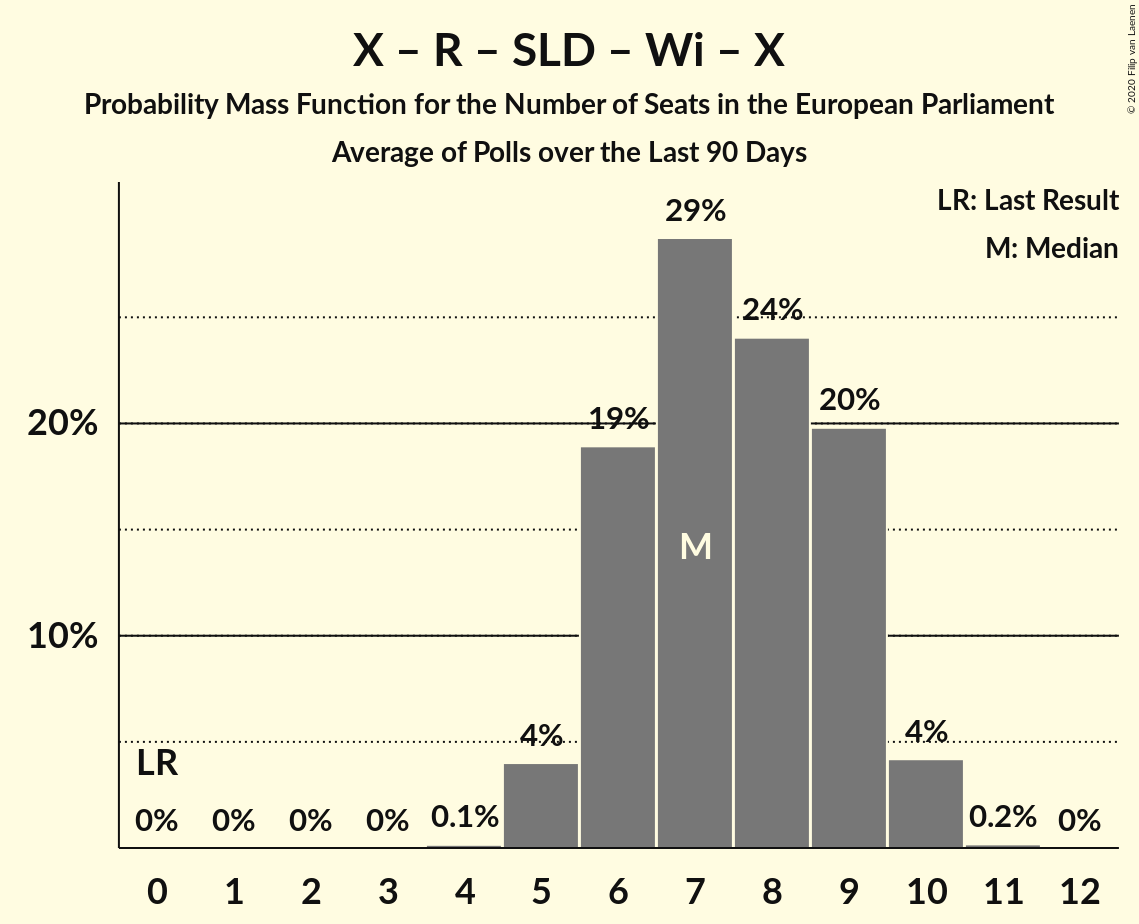 X – R – SLD – Wi – X
Probability Mass Function for the Number of Seats in the European Parliament
Average of Polls over the Last 90 Days
© 2020 Filip van Laenen
LR: Last Result
M: Median
29%
24%
20%
19%
20%
M
10%
4%
4%
LR
0%
0%
0%
0%
0.1%
0.2%
0%
0 1 2 3 4 5 6 7 8 9 10 11 12